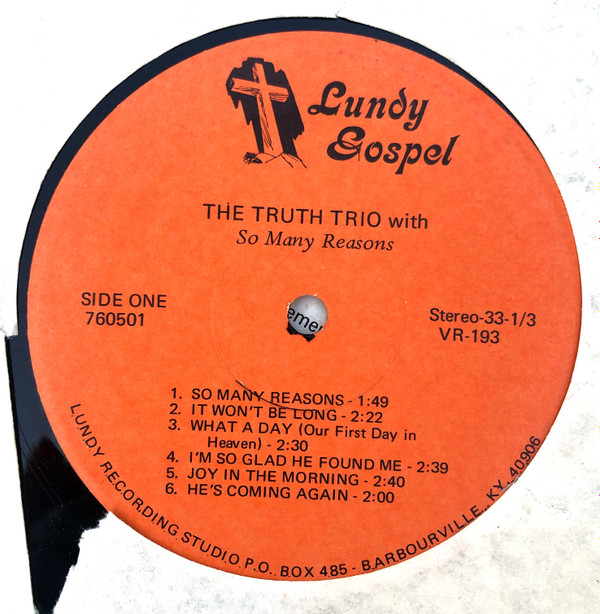 Lundy
Gospel
THE TRUTH TRIO with
So Many Reasons
SIDE ONE
760501
Stereo-33-1/3
VR-193
1. SO MANY REASONS - 1:49
2. IT WON'T BE LONG - 2:22
3. WHAT A DAY (Our First Day in
Heaven) - 2:30
4. I'M SO GLAD HE FOUND ME - 2:39
5. JOY IN THE MORNING - 2:40
6. HE'S COMING AGAIN - 2:00
LUNDY RECORDING STUDIO P.O. BOX 485 - BARBOURVILLE, KY. 40906